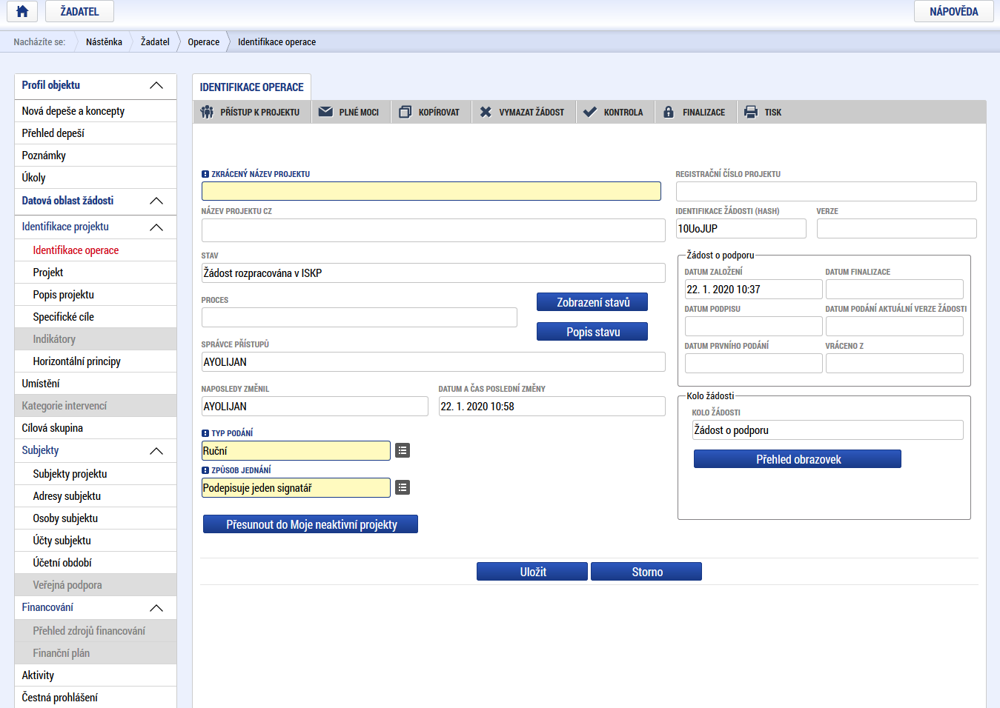 ŽADATEL
NÁPOVĚDA
Nacházíte se: Nástěnka Žadatel Operace Identifikace operace
Profil objektu
Nová depeše a koncepty
Přehled depeší
Poznámky
Úkoly
Datová oblast žádosti
Identifikace projektu
Identifikace operace
Projekt
Popis projektu
Specifické cíle
Indikátory
Horizontální principy
Umístění
Kategorie intervencí
Cílová skupina
Subjekty
Subjekty projektu
Adresy subjektu
Osoby subjektu
Účty subjektu
Účetní období
Veřejná podpora
Financování
Přehled zdrojů financování
Finanční plán
Aktivity
Čestná prohlášení
IDENTIFIKACE OPERACE
PŘÍSTUP K PROJEKTU PLNÉ MOCI KOPÍROVAT VYMAZAT ŽÁDOST KONTROLA FINALIZACE TISK
ZKRÁCENÝ NÁZEV PROJEKTU
NÁZEV PROJEKTU CZ
STAV
Žádost rozpracována v ISKP
PROCES
Zobrazení stavů
Popis stavu
SPRÁVCE PŘÍSTUPŮ
AYOLIJAN
NAPOSLEDY ZMĚNIL DATUM A ČAS POSLEDNÍ ZMĚNY
AYOLIJAN 22. 1. 2020 10:58
TYP PODÁNÍ
Ruční
ZPŮSOB JEDNÁNÍ
Podepisuje jeden signatář
Přesunout do Moje neaktivní projekty
REGISTRAČNÍ ČÍSLO PROJEKTU
IDENTIFIKACE ŽÁDOSTI (HASH) VERZE
10UoJUP
Žádost o podporu
DATUM ZALOŽENÍ DATUM FINALIZACE
22. 1. 2020 10:37
DATUM PODPISU DATUM PODÁNÍ AKTUÁLNÍ VERZE ŽÁDOSTI
DATUM PRVNÍHO PODÁNÍ VRÁCENO Z
Kolo žádosti
KOLO ŽÁDOSTI
Žádost o podporu
Přehled obrazovek
Uložit Storno